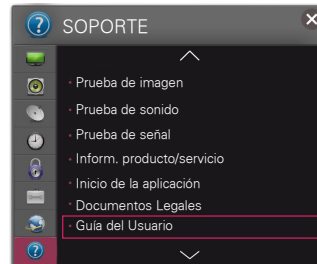 SOPORTE
Prueba de imagen
Prueba de sonido
Prueba de señal
Inform. producto/servicio
Inicio de la aplicación
Documentos Legales
Guía del Usuario